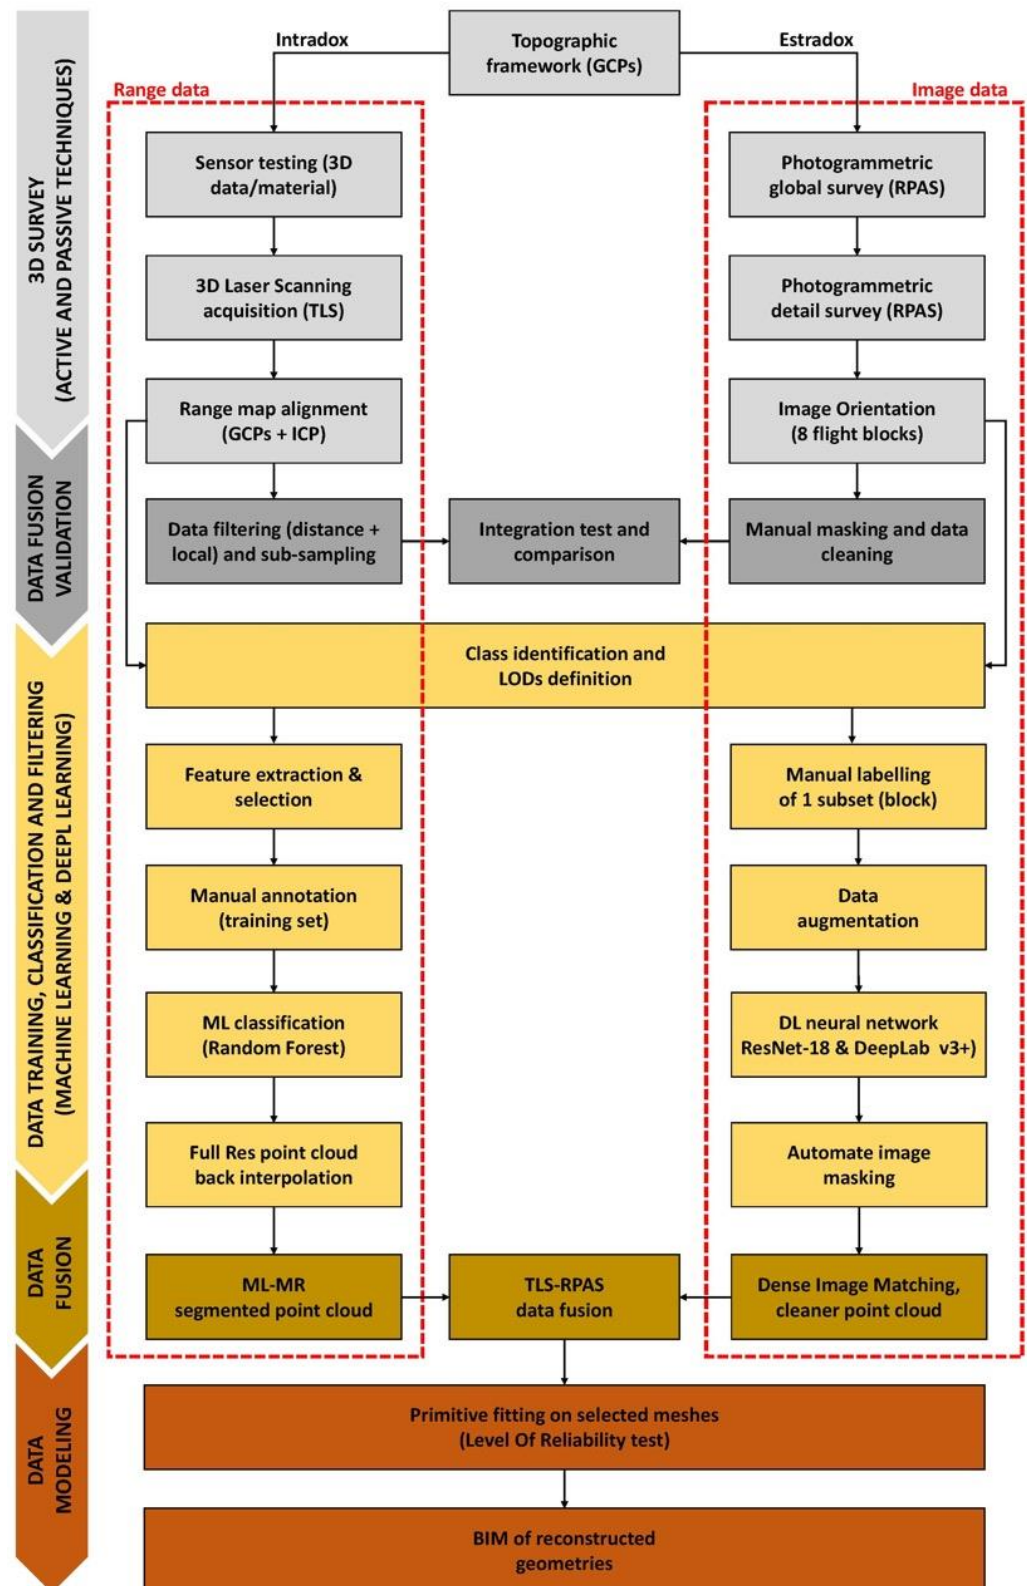 Intradox
Topographic
framework (GCPs)
Estradox
Range data
Image data
3D SURVEY
(ACTIVE AND PASSIVE TECHNIQUES)
Sensor testing (3D
data/material)
Photogrammetric
global survey (RPAS)
3D Laser Scanning
acquisition (TLS)
Photogrammetric
detail survey (RPAS)
Range map alignment
(GCPs + ICP)
Image Orientation
(8 flight blocks)
DATA FUSION
VALIDATION
Data filtering (distance +
local) and sub-sampling
Integration test and
comparison
Manual masking and data
cleaning
DATA TRAINING, CLASSIFICATION AND FILTERING
(MACHINE LEARNING & DEEPL LEARNING)
Class identification and
LODs definition
Feature extraction &
selection
Manual labelling
of 1 subset (block)
Manual annotation
(training set)
Data
augmentation
ML classification
(Random Forest)
DL neural network
ResNet-18 & DeepLab v3+)
Full Res point cloud
back interpolation
Automate image
masking
DATA
FUSION
ML-MR
segmented point cloud
TLS-RPAS
data fusion
Dense Image Matching,
cleaner point cloud
DATA
MODELING
Primitive fitting on selected meshes
(Level Of Reliability test)
BIM of reconstructed
geometries